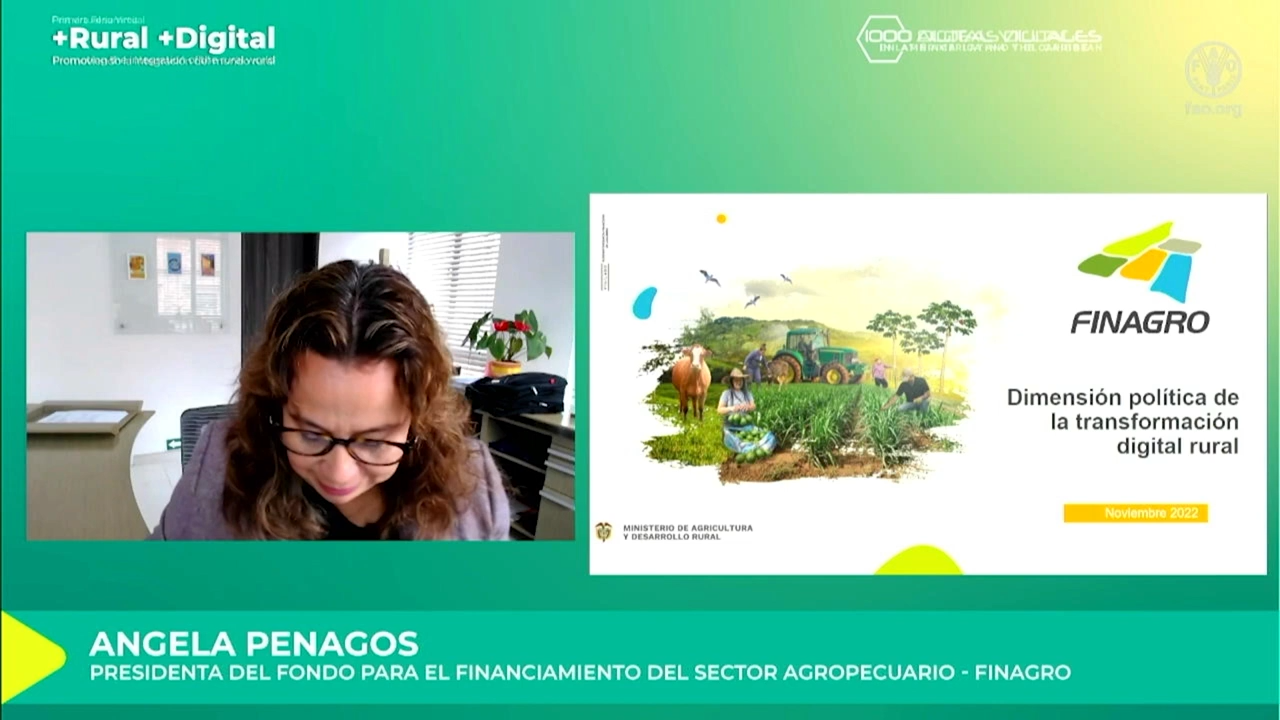 +Rural +Digital
fao.org
FINAGRO
Dimensión política de
la transformación
digital rural
Noviembre 2022
MINISTERIO DE AGRICULTURA
Y DESARROLLO RURAL
ANGELA PENAGOS
PRESIDENTA DEL FONDO PARA EL FINANCIAMIENTO DEL SECTOR AGROPECUARIO - FINAGRO